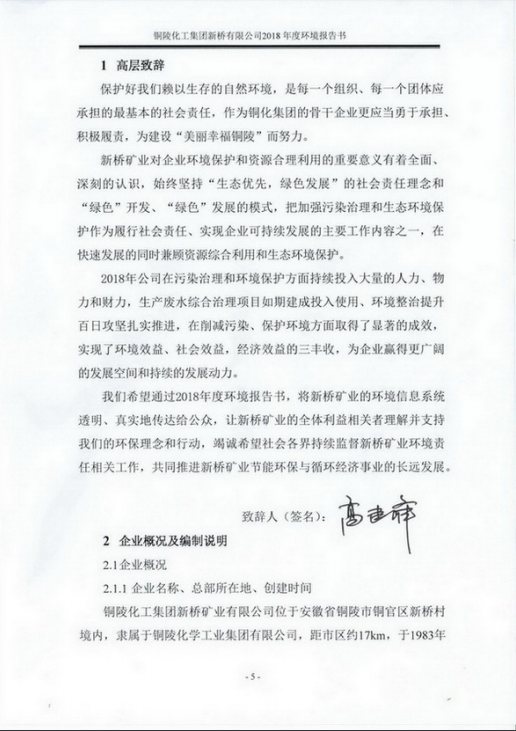 铜陵化工集团新桥有限公司2018 年度环境报告书
1 高层致辞
保护好我们赖以生存的自然环境，是每一个组织、每一个团体应
承担的最基本的社会责任，作为铜化集团的骨干企业更应当勇于承担、
积极履责，为建设“美丽幸福铜陵”而努力。
新桥矿业对企业环境保护和资源合理利用的重要意义有着全面、
深刻的认识，始终坚持“生态优先，绿色发展”的社会责任理念和
“绿色”开发、“绿色”发展的模式，把加强污染治理和生态环境保
护作为履行社会责任、实现企业可持续发展的主要工作内容之一，在
快速发展的同时兼顾资源综合利用和生态环境保护。
2018年公司在污染治理和环境保护方面持续投入大量的人力、物
力和财力，生产废水综合治理项目如期建成投入使用、环境整治提升
百日攻坚扎实推进，在削减污染、保护环境方面取得了显著的成效，
实现了环境效益、社会效益，经济效益的三丰收，为企业赢得更广阔
的发展空间和持续的发展动力。
我们希望通过2018年度环境报告书，将新桥矿业的环境信息系统
透明、真实地传达给公众，让新桥矿业的全体利益相关者理解并支持
我们的环保理念和行动，竭诚希望社会各界持续监督新桥矿业环境责
任相关工作，共同推进新桥矿业节能环保与循环经济事业的长远发展。
致辞人（签名）：
2 企业概况及编制说明
2.1企业概况
2.1.1 企业名称、总部所在地、创建时间
铜陵化工集团新桥矿业有限公司位于安徽省铜陵市铜官区新桥村
境内，隶属于铜陵化学工业集团有限公司，距市区约17km，于1983年
- 5 -